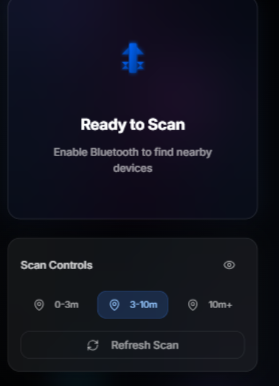 Ready to Scan
Enable Bluetooth to find nearby
devices
Scan Controls
0-3m
3-10m
10m+
Refresh Scan